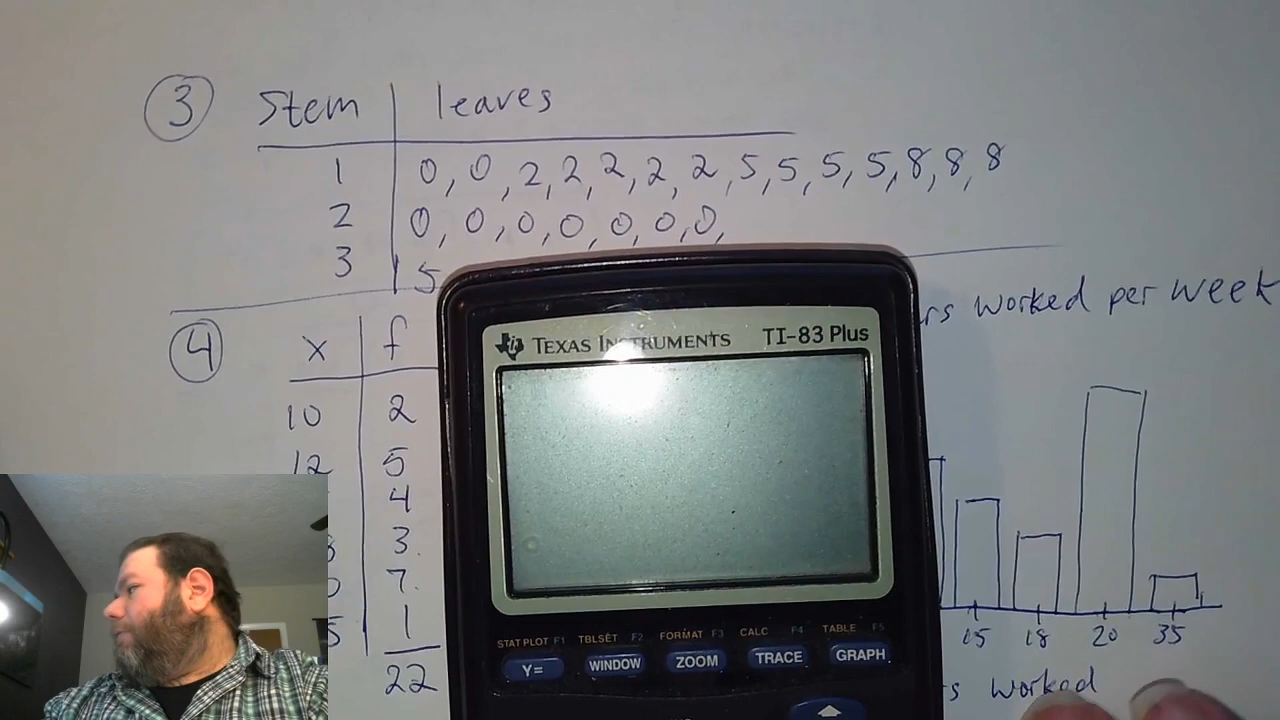 ③ Stem | leaves
1 | 0, 0, 2, 2, 2, 2, 2, 5, 5, 5, 5, 8, 8, 8
2 | 0, 0, 0, 0, 0, 0, 0,
3 | 5
④ x | f
worked per week
10 | 2
12 | 5
4
3.
7.
5 | 1
22
15 18 20 35
worked
TEXAS INSTRUMENTS TI-83 Plus
STAT PLOT F1 TBLSET F2 FORMAT F3 CALC F4 TABLE F5
Y= WINDOW ZOOM TRACE GRAPH